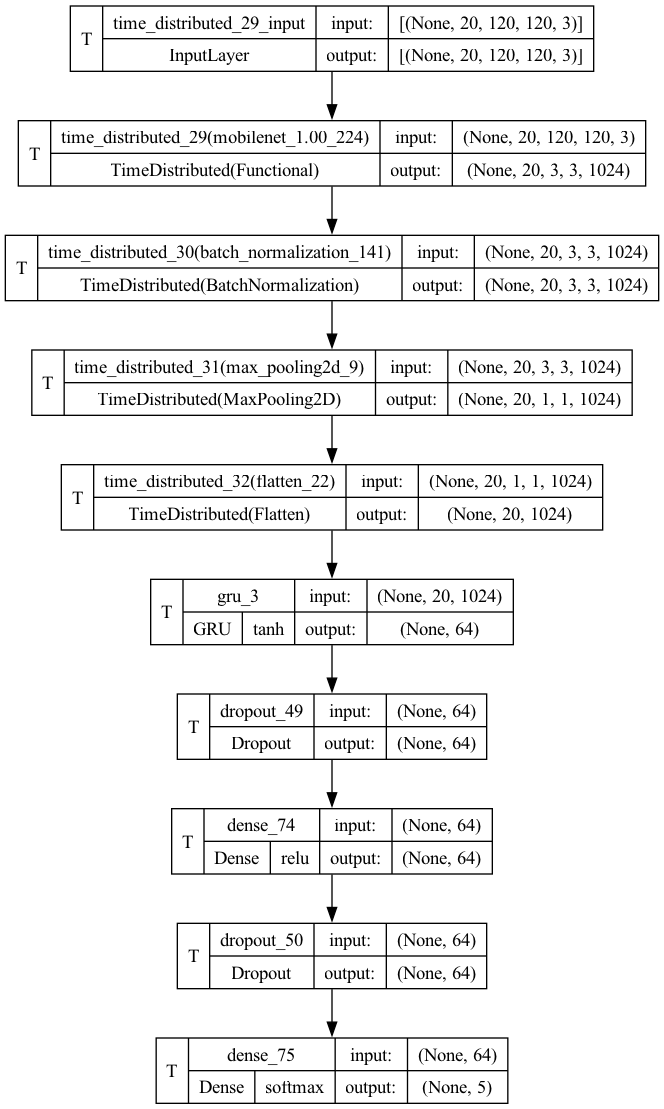 time_distributed_29_input input: [(None, 20, 120, 120, 3)]
T
InputLayer output: [(None, 20, 120, 120, 3)]
time_distributed_29(mobilenet_1.00_224) input: (None, 20, 120, 120, 3)
T
TimeDistributed(Functional) output: (None, 20, 3, 3, 1024)
time_distributed_30(batch_normalization_141) input: (None, 20, 3, 3, 1024)
T
TimeDistributed(BatchNormalization) output: (None, 20, 3, 3, 1024)
time_distributed_31(max_pooling2d_9) input: (None, 20, 3, 3, 1024)
T
TimeDistributed(MaxPooling2D) output: (None, 20, 1, 1, 1024)
time_distributed_32(flatten_22) input: (None, 20, 1, 1, 1024)
T
TimeDistributed(Flatten) output: (None, 20, 1024)
gru_3 input: (None, 20, 1024)
T
GRU tanh output: (None, 64)
dropout_49 input: (None, 64)
T
Dropout output: (None, 64)
dense_74 input: (None, 64)
T
Dense relu output: (None, 64)
dropout_50 input: (None, 64)
T
Dropout output: (None, 64)
dense_75 input: (None, 64)
T
Dense softmax output: (None, 5)